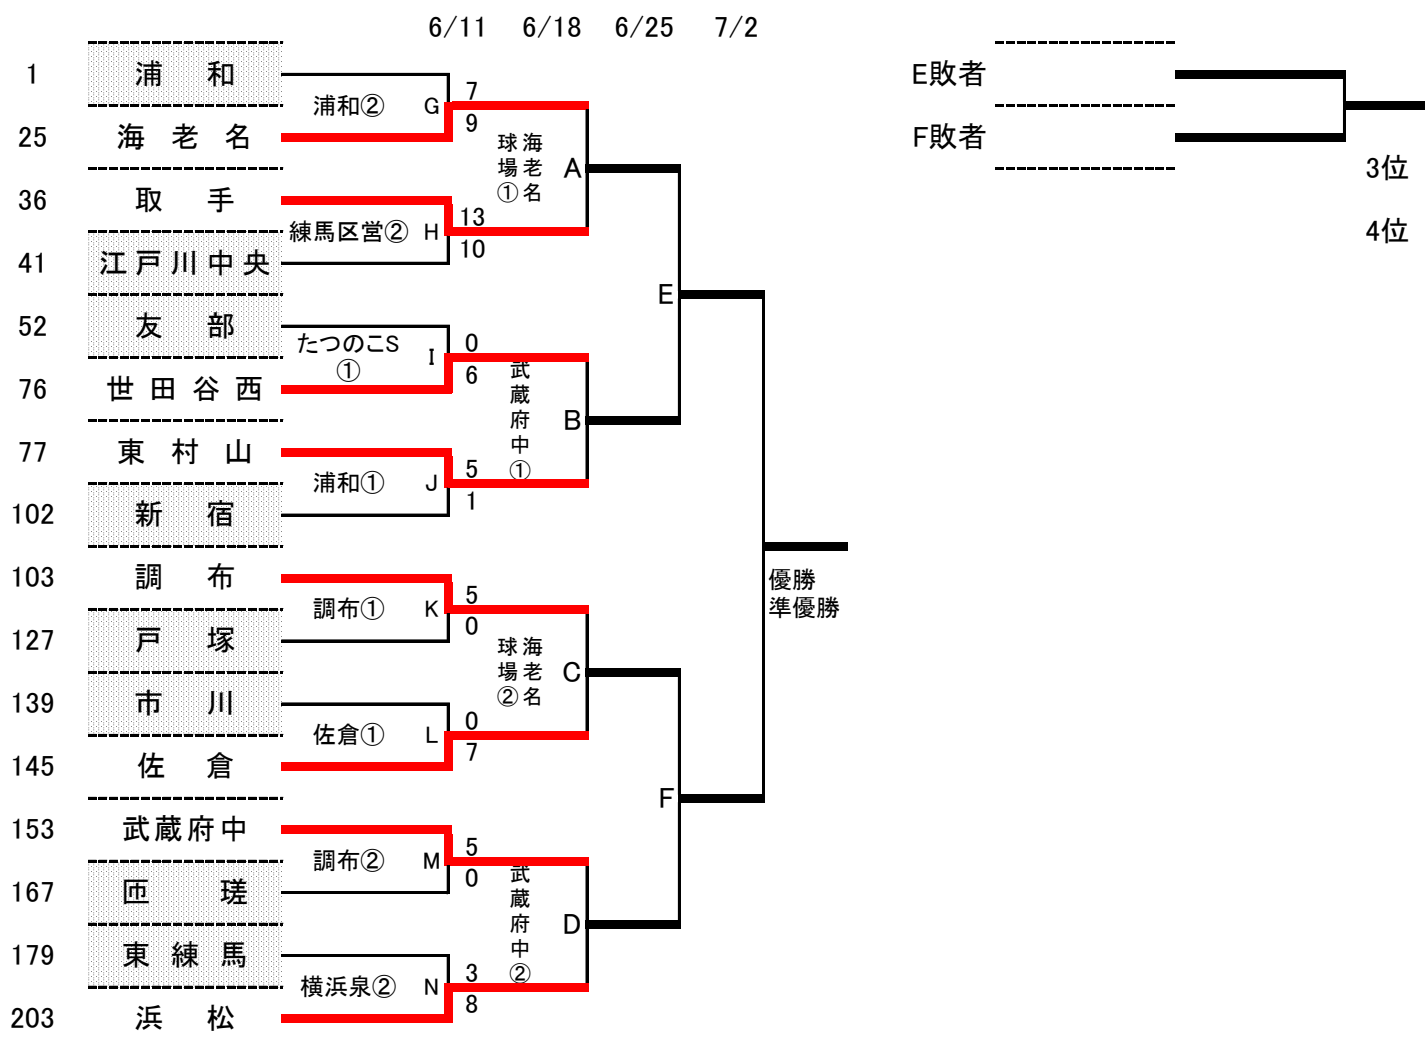 6/11 6/18 6/25 7/2
1 浦和
浦和② G 7
9
25 海老名
海老名球場① A
36 取手
練馬区営② H 13
10
41 江戸川中央
E
52 友部
たつのこS
① I 0
6
76 世田谷西
武蔵府中① B
77 東村山
浦和① J 5
1
102 新宿
優勝
準優勝
103 調布
調布① K 5
0
127 戸塚
海老名球場② C
139 市川
佐倉① L 0
7
145 佐倉
F
153 武蔵府中
調布② M 5
0
167 匝瑳
武蔵府中② D
179 東練馬
横浜泉② N 3
8
203 浜松
E敗者
F敗者
3位
4位